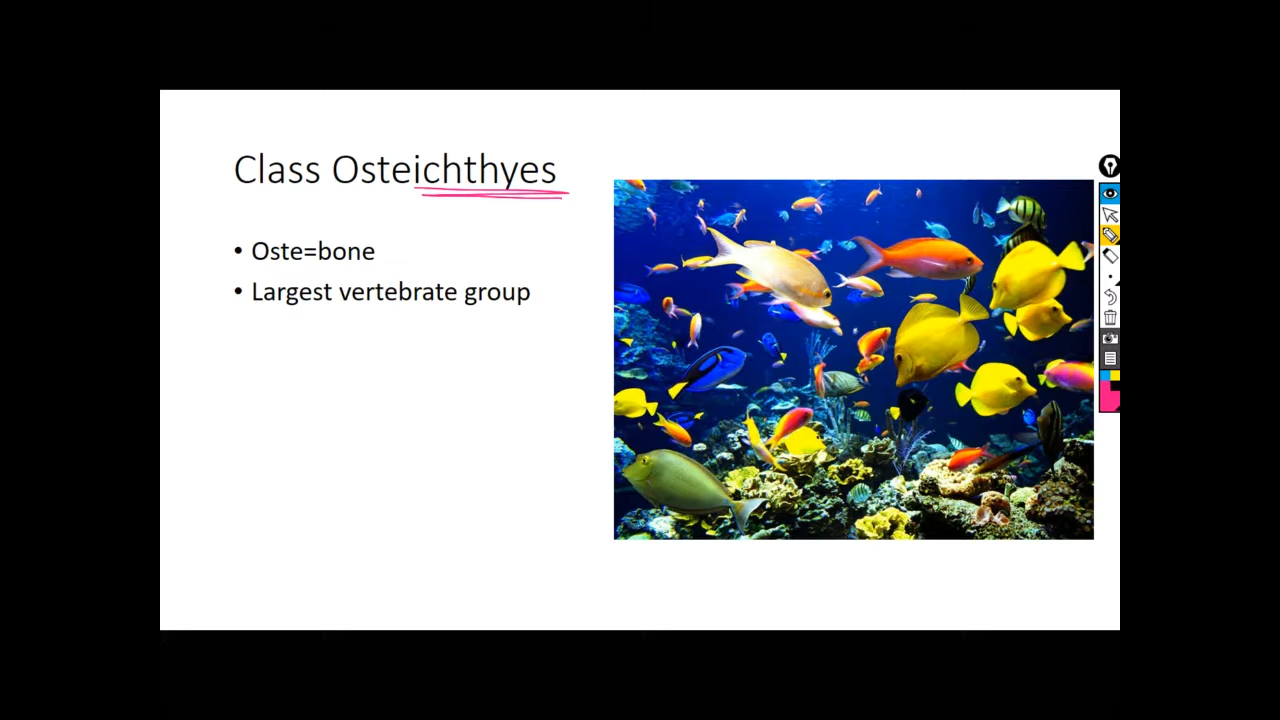 Class Osteichthyes
• Oste=bone
• Largest vertebrate group